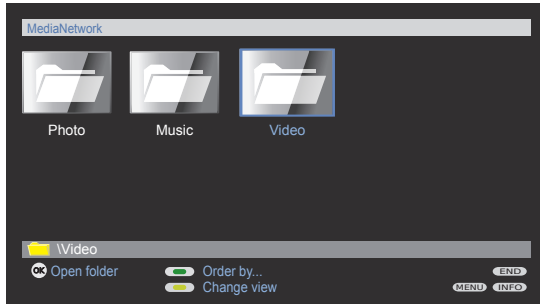 MediaNetwork
Photo Music Video
\Video
OK Open folder Order by... END
Change view MENU INFO